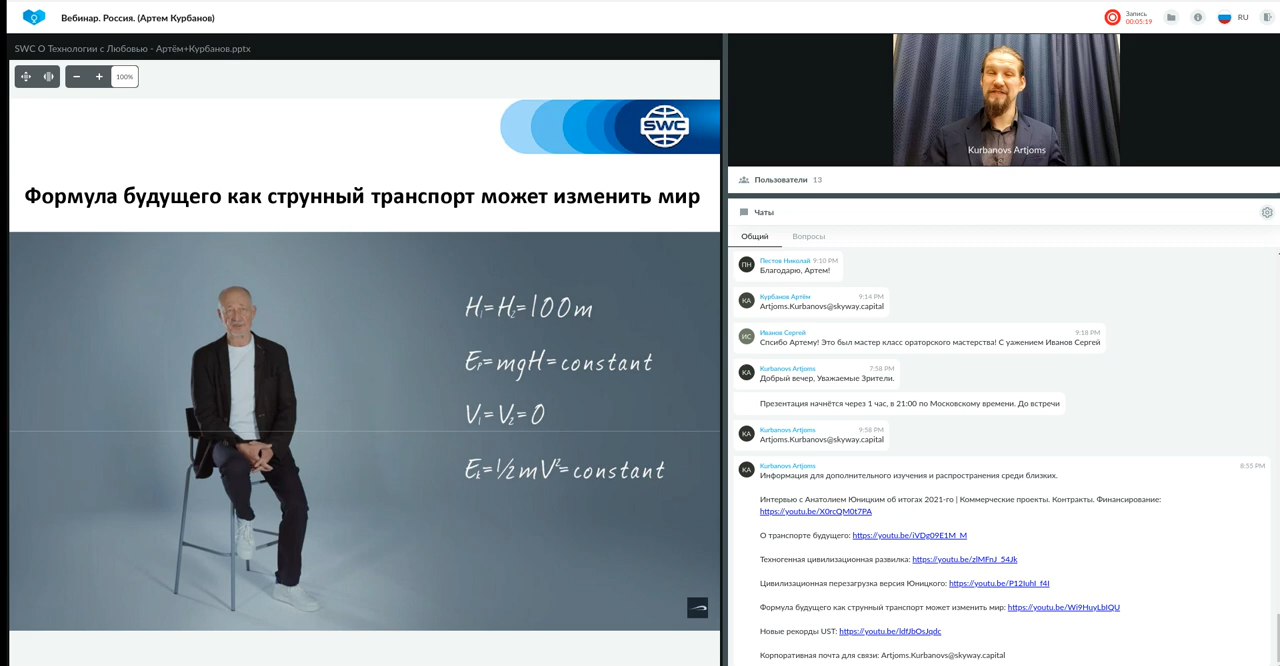 Вебинар. Россия. (Артем Курбанов)
Запись
00:05:19
RU
SWC О Технологии с Любовью - Артём+Курбанов.pptx
100%
SWC
Формула будущего как струнный транспорт может изменить мир
H₁=H₂=100m
Eₚ=mgH=constant
V₁=V₂=0
Eₖ=½mV²=constant
Kurbanovs Artjoms
Пользователи 13
Чаты
Общий Вопросы
ПН Пестов Николай 9:10 PM
Благодарю, Артем!
КА Курбанов Артём 9:14 PM
Artjoms.Kurbanovs@skyway.capital
ИС Иванов Сергей 9:18 PM
Спсибо Артему! Это был мастер класс ораторского мастерства! С уажением Иванов Сергей
KA Kurbanovs Artjoms 7:58 PM
Добрый вечер, Уважаемые Зрители.
Презентация начнётся через 1 час, в 21:00 по Московскому времени. До встречи
KA Kurbanovs Artjoms 9:58 PM
Artjoms.Kurbanovs@skyway.capital
KA Kurbanovs Artjoms 8:55 PM
Информация для дополнительного изучения и распространения среди близких.
Интервью с Анатолием Юницким об итогах 2021-го | Коммерческие проекты. Контракты. Финансирование:
https://youtu.be/X0rcQM0t7PA
О транспорте будущего: https://youtu.be/iVDg09E1M_M
Техногенная цивилизационная развилка: https://youtu.be/zlMFnJ_54Jk
Цивилизационная перезагрузка версия Юницкого: https://youtu.be/P12IuhI_f4I
Формула будущего как струнный транспорт может изменить мир: https://youtu.be/Wi9HuyLbIQU
Новые рекорды UST: https://youtu.be/ldfJbOsJqdc
Корпоративная почта для связи: Artjoms.Kurbanovs@skyway.capital